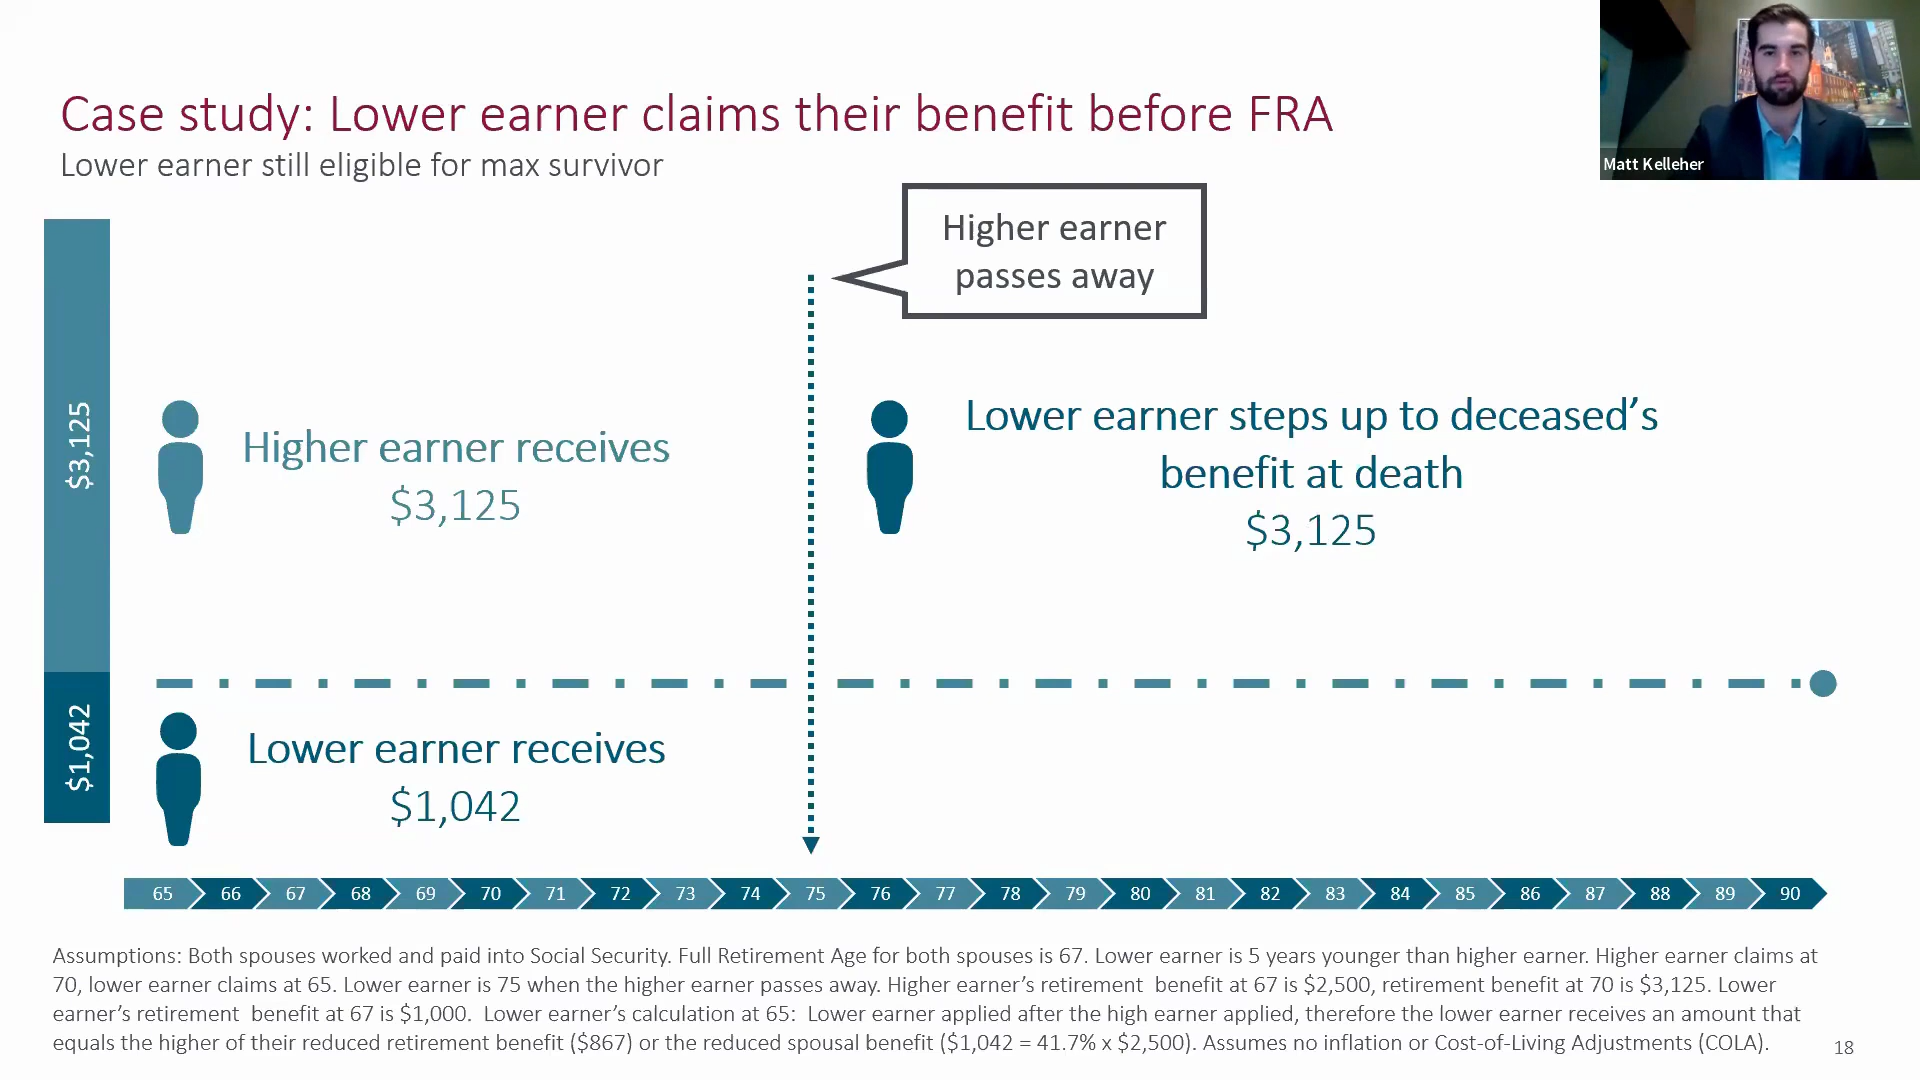 Case study: Lower earner claims their benefit before FRA
Lower earner still eligible for max survivor
Matt Kelleher
Higher earner
passes away
$3,125
Higher earner receives
$3,125
Lower earner steps up to deceased’s
benefit at death
$3,125
$1,042
Lower earner receives
$1,042
65 66 67 68 69 70 71 72 73 74 75 76 77 78 79 80 81 82 83 84 85 86 87 88 89 90
Assumptions: Both spouses worked and paid into Social Security. Full Retirement Age for both spouses is 67. Lower earner is 5 years younger than higher earner. Higher earner claims at
70, lower earner claims at 65. Lower earner is 75 when the higher earner passes away. Higher earner’s retirement benefit at 67 is $2,500, retirement benefit at 70 is $3,125. Lower
earner’s retirement benefit at 67 is $1,000. Lower earner’s calculation at 65: Lower earner applied after the high earner applied, therefore the lower earner receives an amount that
equals the higher of their reduced retirement benefit ($867) or the reduced spousal benefit ($1,042 = 41.7% x $2,500). Assumes no inflation or Cost-of-Living Adjustments (COLA).
18